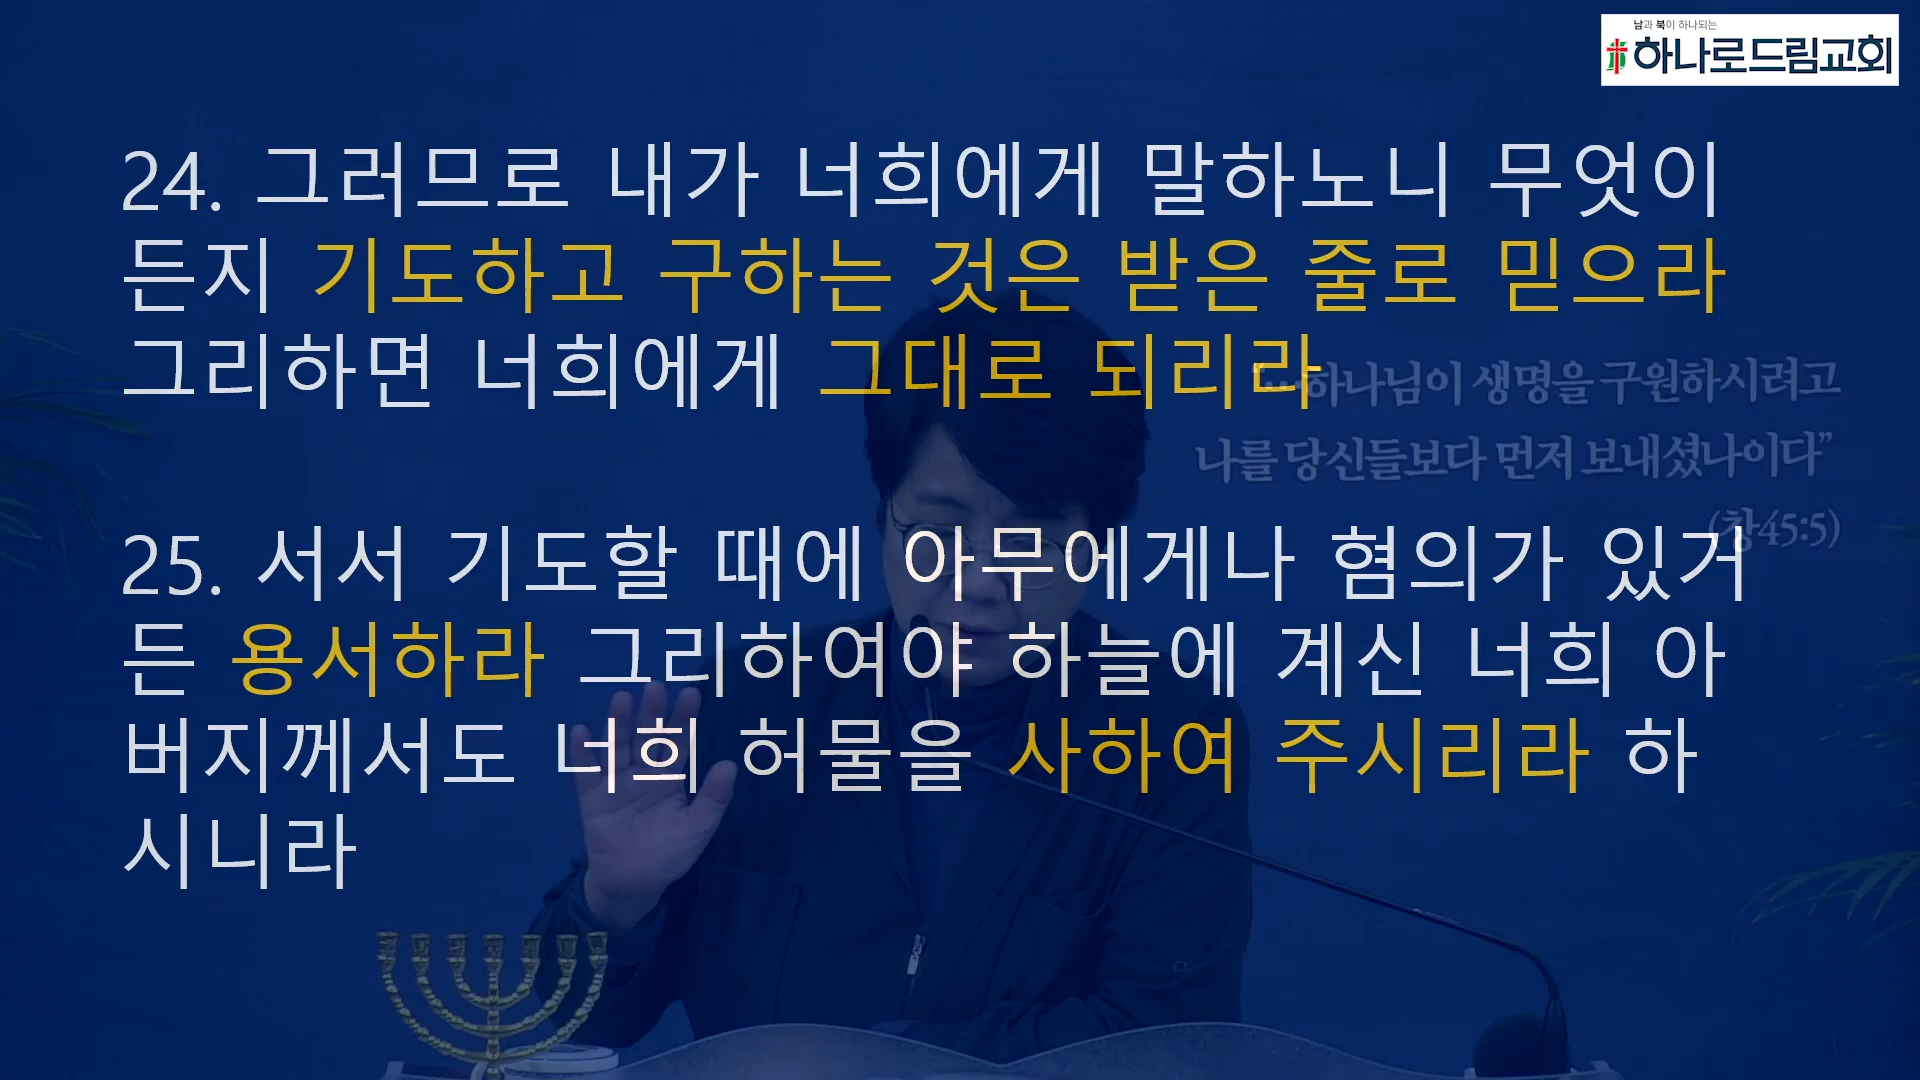 남과 북이 하나되는
하나로드림교회
24. 그러므로 내가 너희에게 말하노니 무엇이
든지 기도하고 구하는 것은 받은 줄로 믿으라
그리하면 너희에게 그대로 되리라
"...하나님이 생명을 구원하시려고
나를 당신들보다 먼저 보내셨나이다”
(창45:5)
25. 서서 기도할 때에 아무에게나 혐의가 있거
든 용서하라 그리하여야 하늘에 계신 너희 아
버지께서도 너희 허물을 사하여 주시리라 하
시니라